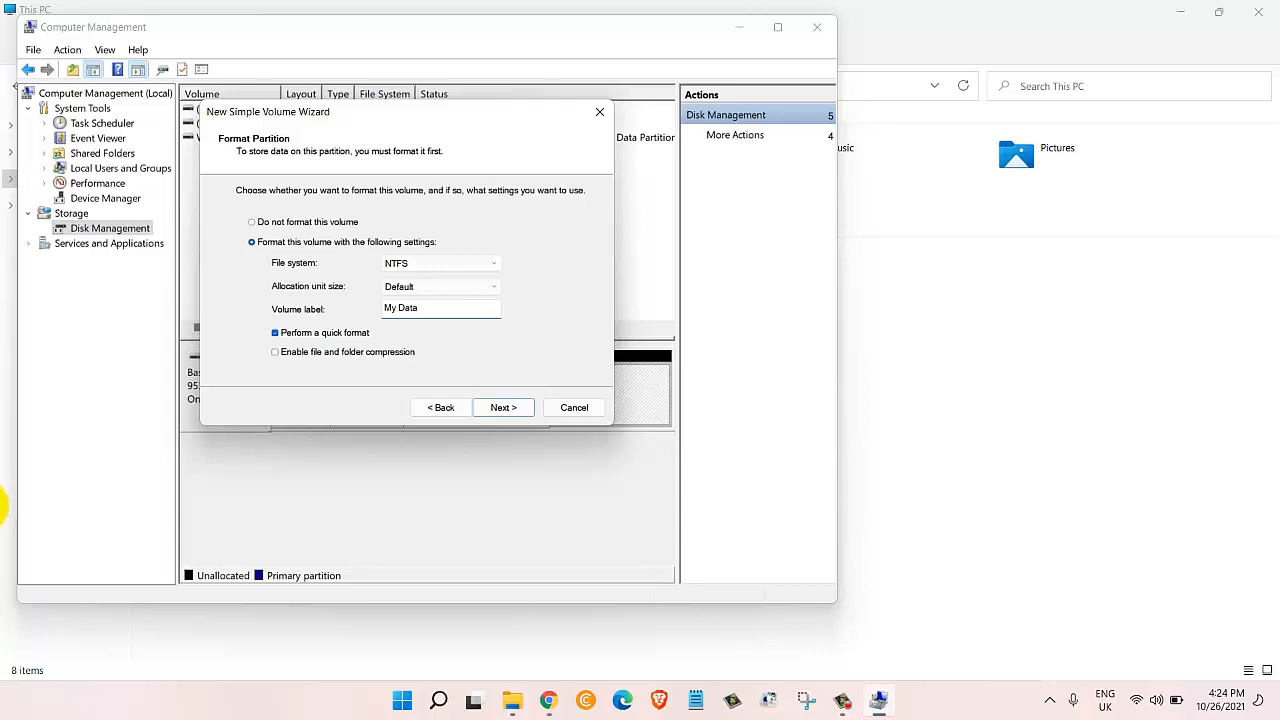 This PC
Computer Management
File Action View Help
Search This PC
Computer Management (Local)
System Tools
Task Scheduler
Event Viewer
Shared Folders
Local Users and Groups
Performance
Device Manager
Storage
Disk Management
Services and Applications
Volume Layout Type File System Status
Data Partition
New Simple Volume Wizard
Format Partition
To store data on this partition, you must format it first.
Choose whether you want to format this volume, and if so, what settings you want to use.
Do not format this volume
Format this volume with the following settings:
File system: NTFS
Allocation unit size: Default
Volume label: My Data
Perform a quick format
Enable file and folder compression
< Back Next > Cancel
Unallocated Primary partition
Actions
Disk Management 5
More Actions 4
Pictures
8 items
ENG
UK
4:24 PM
10/26/2021